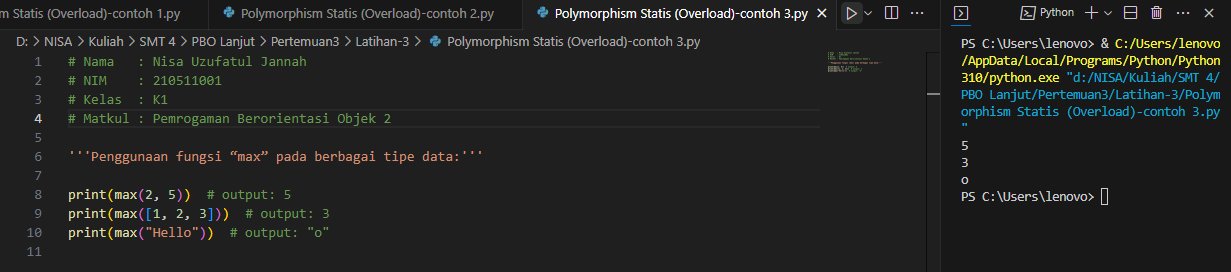 m Statis (Overload)-contoh 1.py
Polymorphism Statis (Overload)-contoh 2.py
Polymorphism Statis (Overload)-contoh 3.py
Python
D: > NISA > Kuliah > SMT 4 > PBO Lanjut > Pertemuan3 > Latihan-3 > Polymorphism Statis (Overload)-contoh 3.py
1 # Nama   : Nisa Uzufatul Jannah
2 # NIM    : 210511001
3 # Kelas  : K1
4 # Matkul : Pemrogaman Berorientasi Objek 2
5
6 '''Penggunaan fungsi “max” pada berbagai tipe data:'''
7
8 print(max(2, 5))  # output: 5
9 print(max([1, 2, 3]))  # output: 3
10 print(max("Hello"))  # output: "o"
11
PS C:\Users\lenovo> & C:/Users/lenovo
/AppData/Local/Programs/Python/Python
310/python.exe "d:/NISA/Kuliah/SMT 4/
PBO Lanjut/Pertemuan3/Latihan-3/Polym
orphism Statis (Overload)-contoh 3.py
"
5
3
o
PS C:\Users\lenovo>